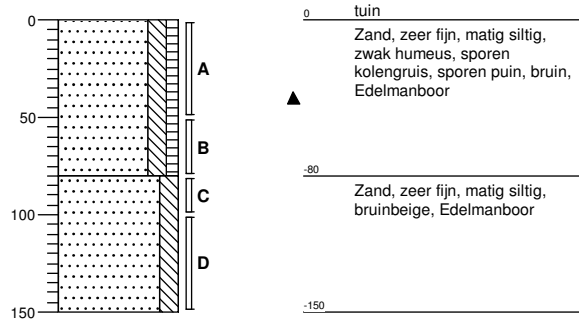 0
50
100
150
A
B
C
D
0
tuin
Zand, zeer fijn, matig siltig,
zwak humeus, sporen
kolengruis, sporen puin, bruin,
Edelmanboor
-80
Zand, zeer fijn, matig siltig,
bruinbeige, Edelmanboor
-150